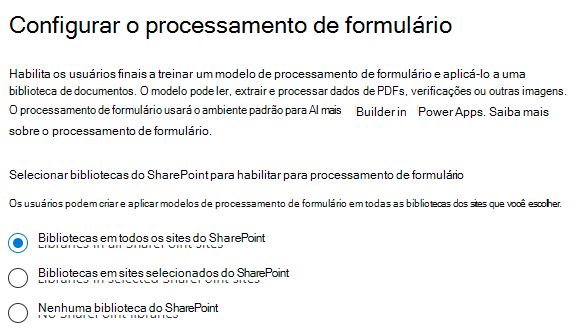 Configurar o processamento de formulário
Habilita os usuários finais a treinar um modelo de processamento de formulário e aplicá-lo a uma
biblioteca de documentos. O modelo pode ler, extrair e processar dados de PDFs, verificações ou outras imagens.
O processamento de formulário usará o ambiente padrão para AI mais Builder in Power Apps. Saiba mais
sobre o processamento de formulário.
Selecionar bibliotecas do SharePoint para habilitar para processamento de formulário
Os usuários podem criar e aplicar modelos de processamento de formulário em todas as bibliotecas dos sites que você escolher.
Bibliotecas em todos os sites do SharePoint
Bibliotecas em sites selecionados do SharePoint
Nenhuma biblioteca do SharePoint